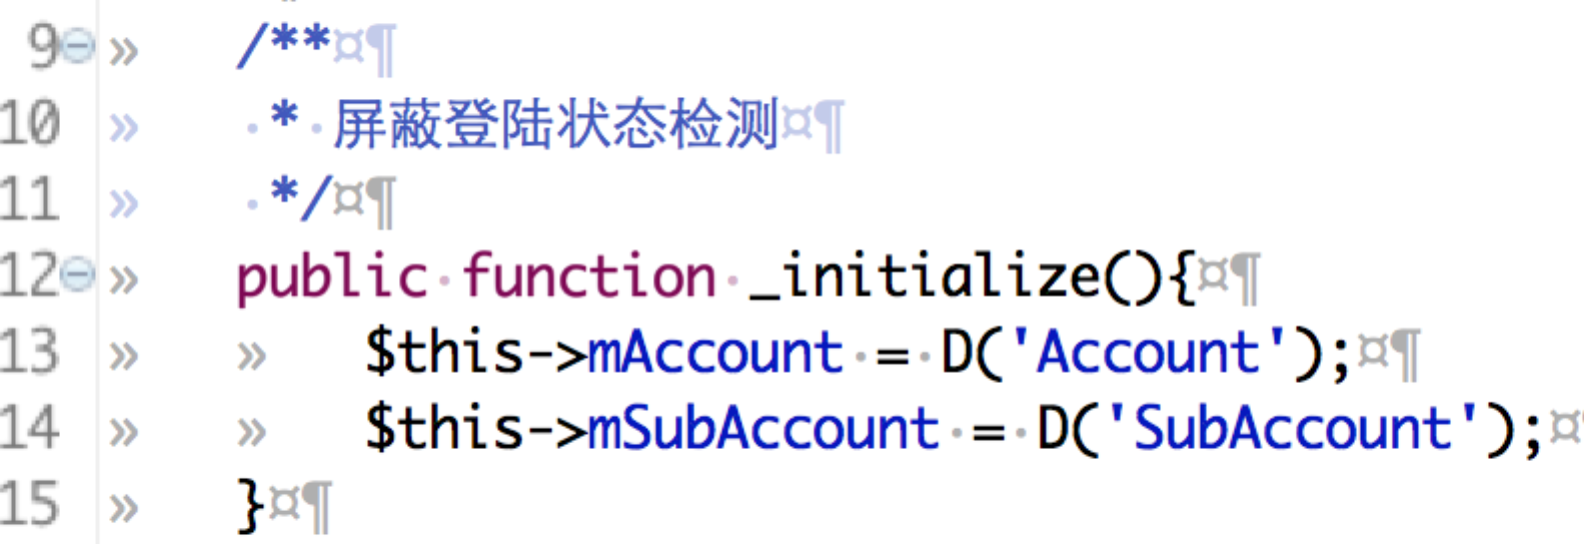 9 » /**¤¶
10 » ·*·屏蔽登陆状态检测¤¶
11 » ·*/¤¶
12 » public·function·_initialize(){¤¶
13 » » $this->mAccount·=·D('Account');¤¶
14 » » $this->mSubAccount·=·D('SubAccount');¤¶
15 » }¤¶